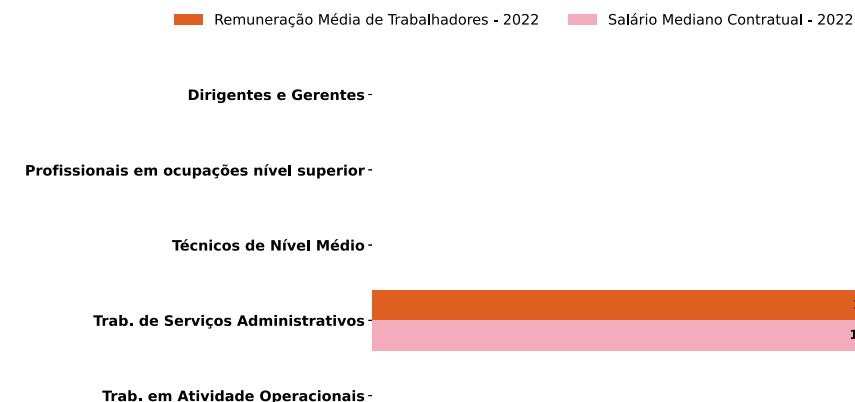 Remuneração Média de Trabalhadores - 2022 Salário Mediano Contratual - 2022
Dirigentes e Gerentes
Profissionais em ocupações nível superior
Técnicos de Nível Médio
Trab. de Serviços Administrativos
Trab. em Atividade Operacionais